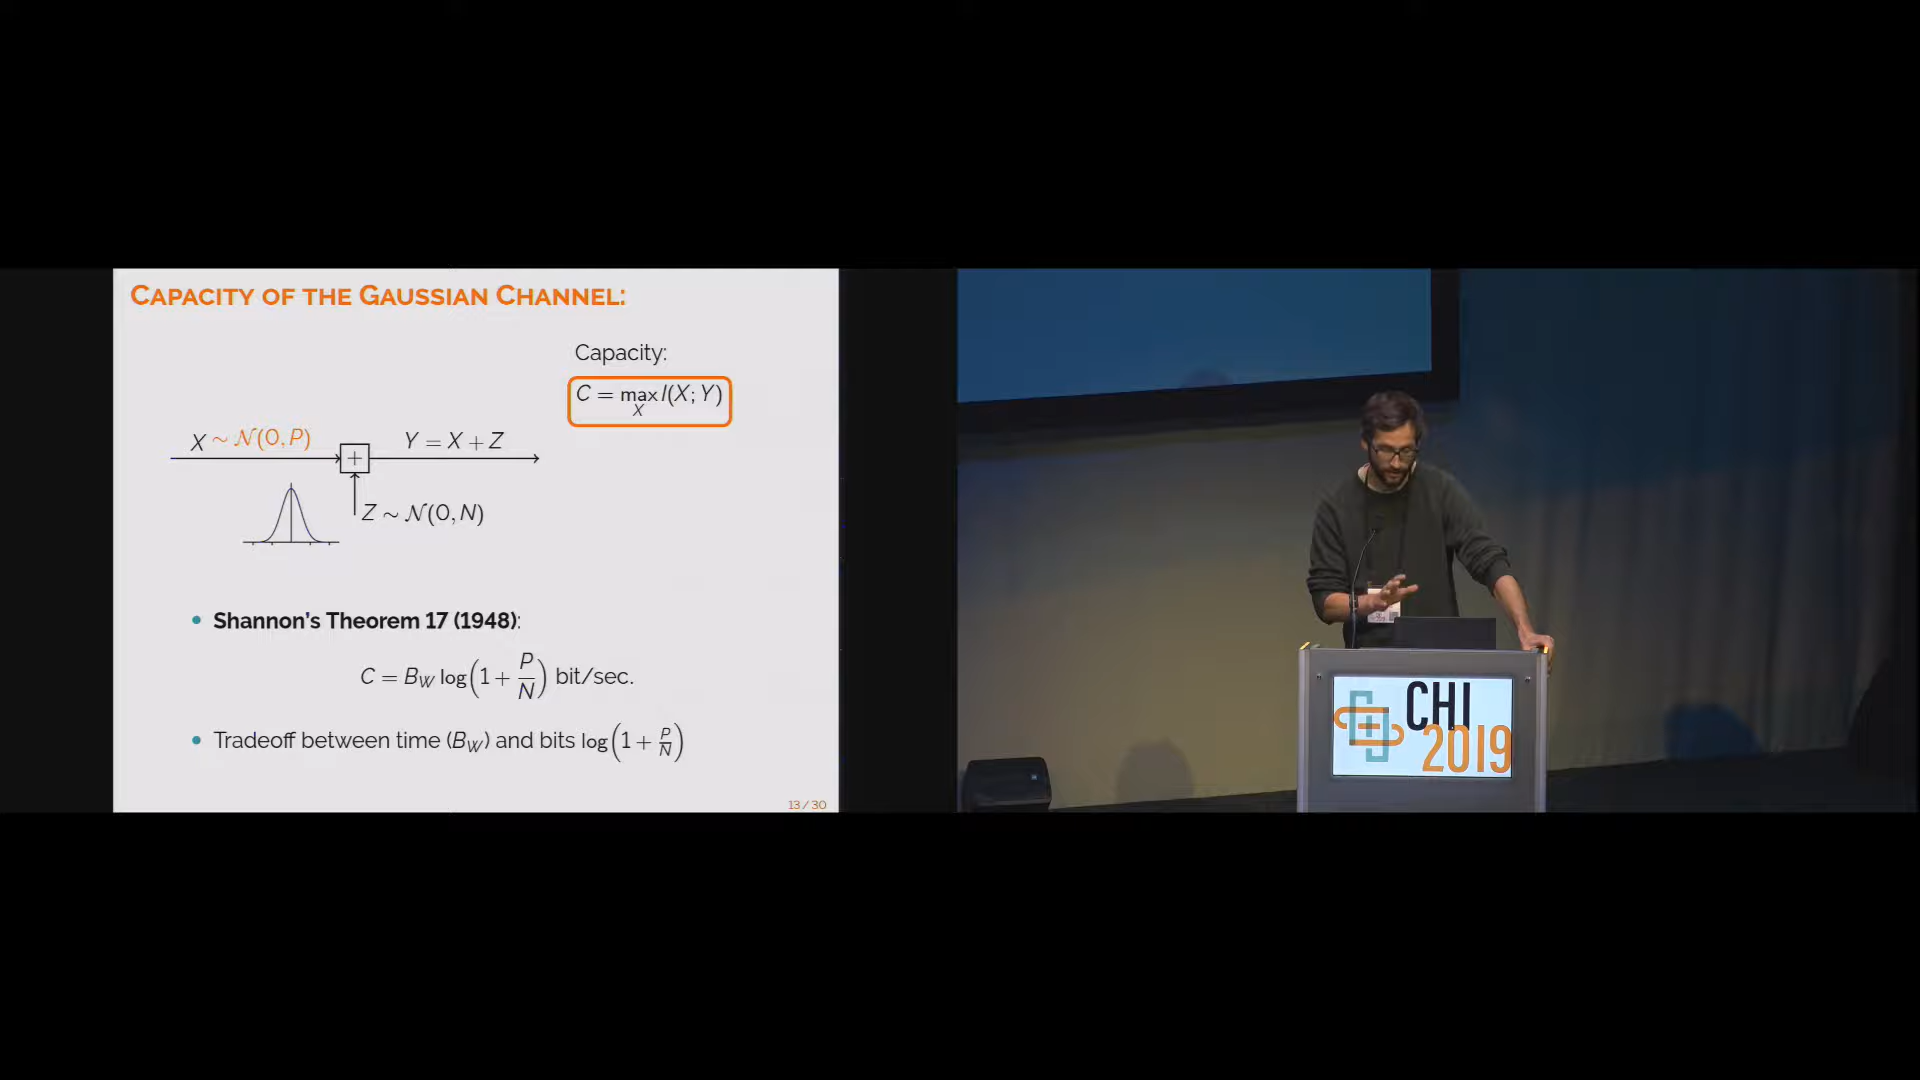 CAPACITY OF THE GAUSSIAN CHANNEL:
Capacity:
C = max I(X; Y)
X
X ∼ 𝒩(0, P)
+
Y = X + Z
Z ∼ 𝒩(0, N)
• Shannon's Theorem 17 (1948):
C = B_W log(1 + P/N) bit/sec.
• Tradeoff between time (B_W) and bits log(1 + P/N)
13 / 30
CHI
2019